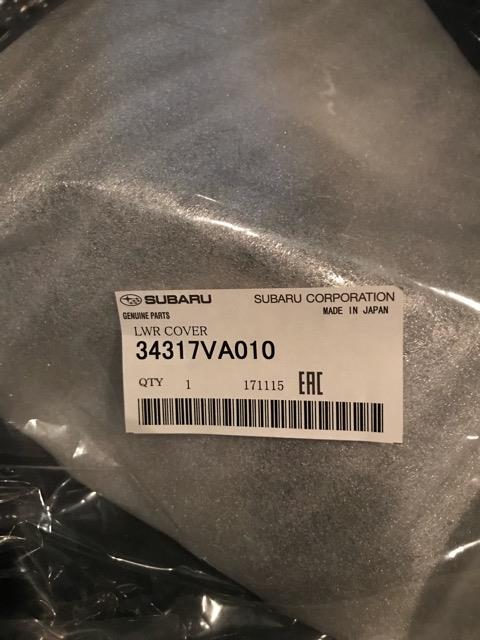 SUBARU SUBARU CORPORATION
GENUINE PARTS MADE IN JAPAN
LWR COVER
34317VA010
QTY 1 171115 EAC